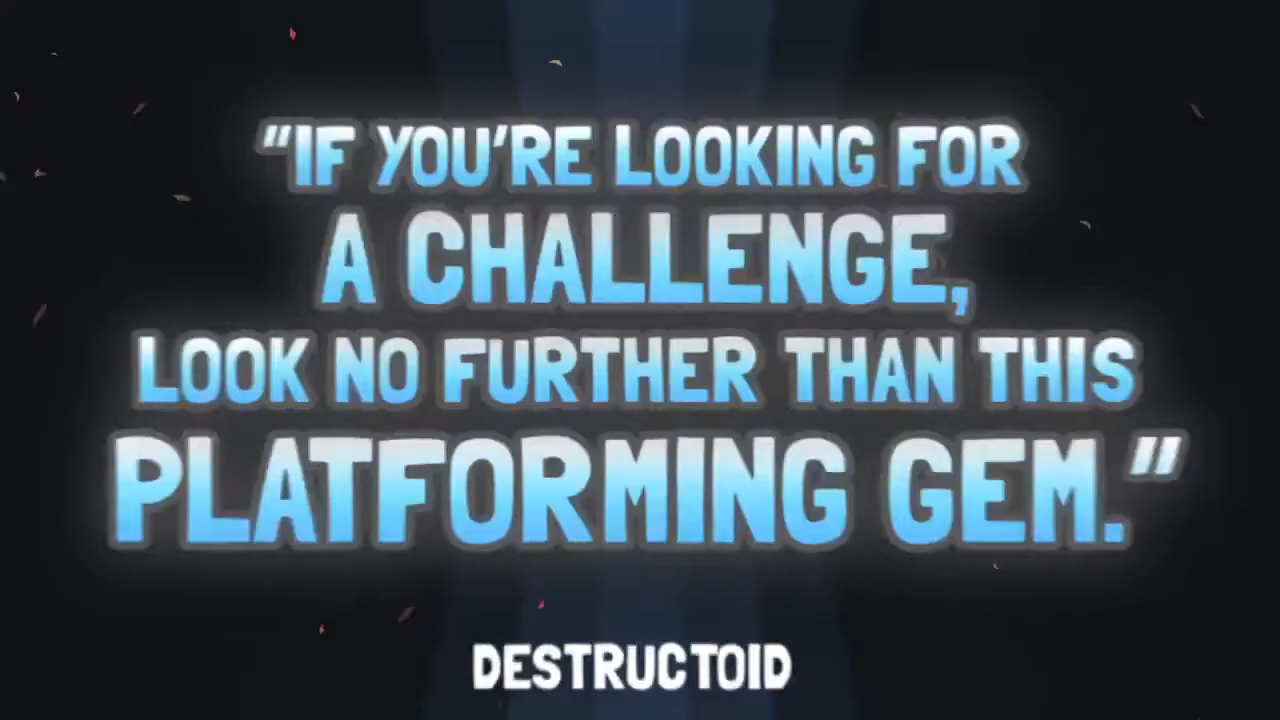 “IF YOU’RE LOOKING FOR
A CHALLENGE,
LOOK NO FURTHER THAN THIS
PLATFORMING GEM.”
DESTRUCTOID